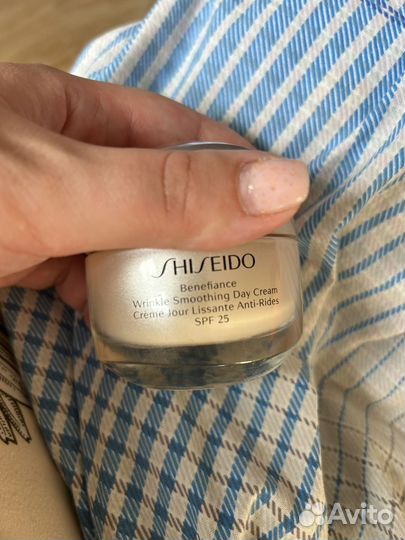 SHISEIDO
Benefiance
Wrinkle Smoothing Day Cream
Crème Jour Lissante Anti-Rides
SPF 25
Avito